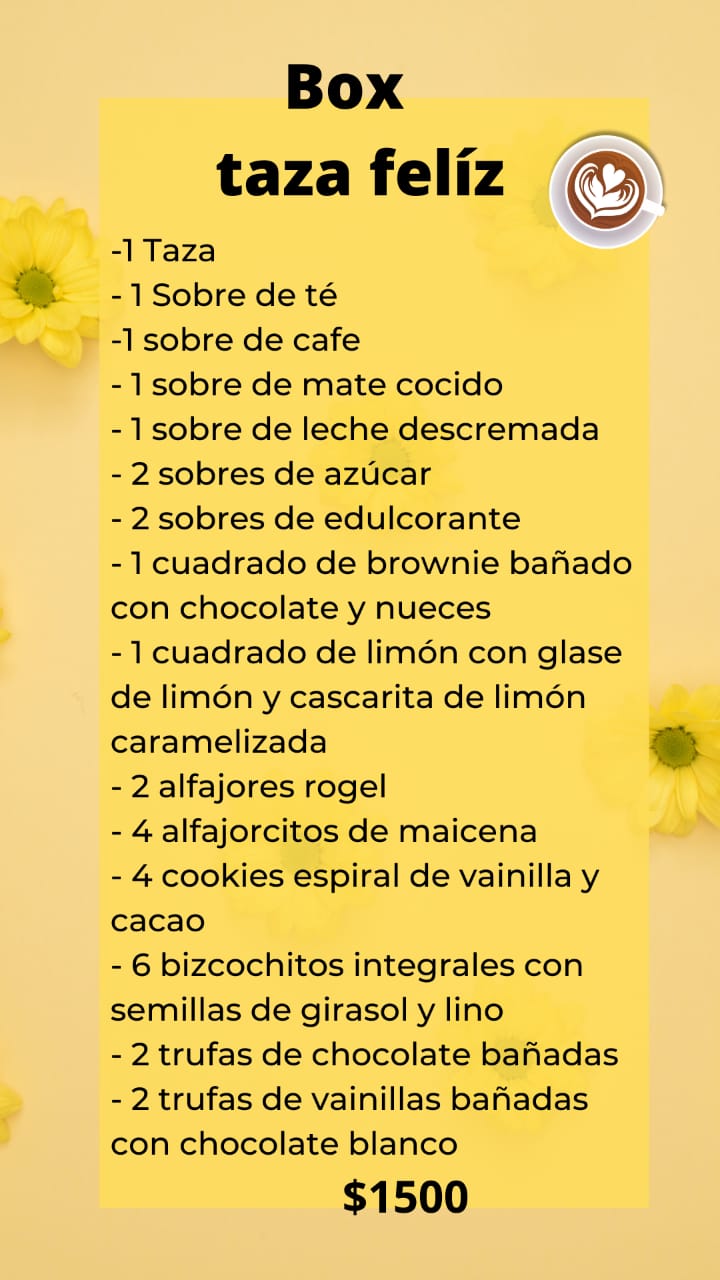 Box
taza felíz
-1 Taza
- 1 Sobre de té
-1 sobre de cafe
- 1 sobre de mate cocido
- 1 sobre de leche descremada
- 2 sobres de azúcar
- 2 sobres de edulcorante
- 1 cuadrado de brownie bañado
con chocolate y nueces
- 1 cuadrado de limón con glase
de limón y cascarita de limón
caramelizada
- 2 alfajores rogel
- 4 alfajorcitos de maicena
- 4 cookies espiral de vainilla y
cacao
- 6 bizcochitos integrales con
semillas de girasol y lino
- 2 trufas de chocolate bañadas
- 2 trufas de vainillas bañadas
con chocolate blanco
$1500